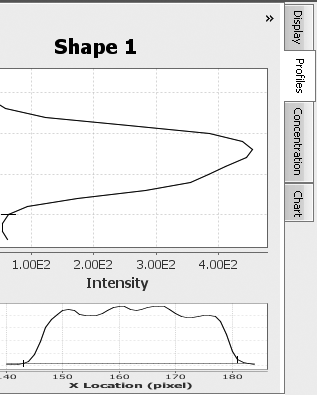 »
Shape 1
1.00E2 2.00E2 3.00E2 4.00E2
Intensity
140 150 160 170 180
X Location (pixel)
Display
Profiles
Concentration
Chart